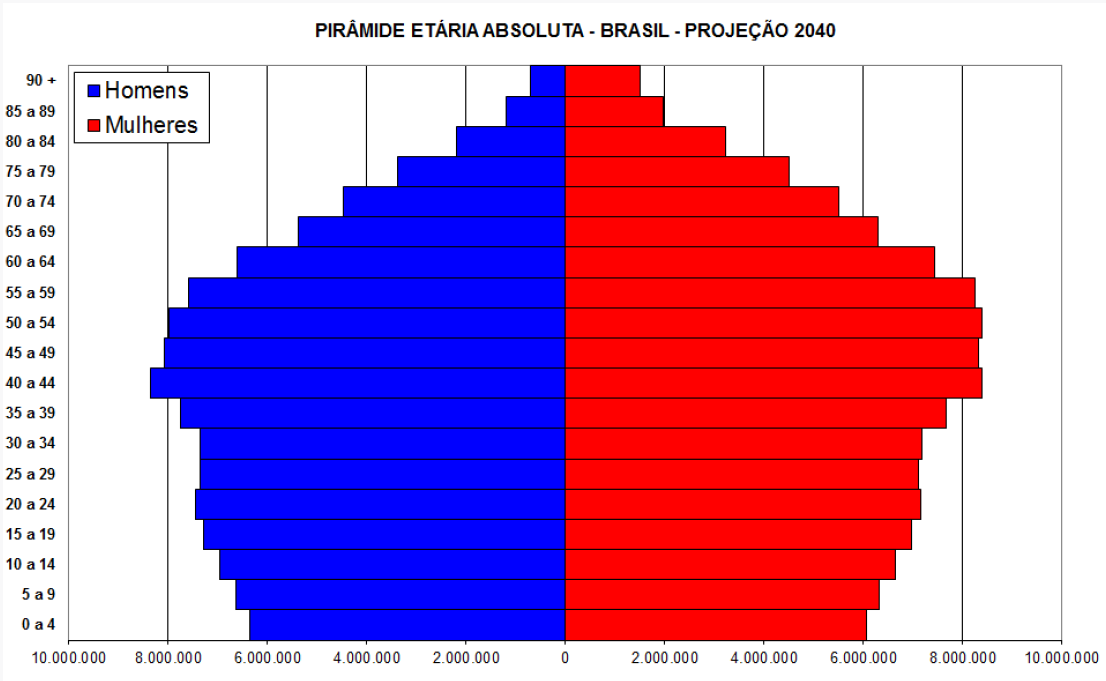 PIRÂMIDE ETÁRIA ABSOLUTA - BRASIL - PROJEÇÃO 2040
Homens
Mulheres
90 +
85 a 89
80 a 84
75 a 79
70 a 74
65 a 69
60 a 64
55 a 59
50 a 54
45 a 49
40 a 44
35 a 39
30 a 34
25 a 29
20 a 24
15 a 19
10 a 14
5 a 9
0 a 4
10.000.000 8.000.000 6.000.000 4.000.000 2.000.000 0 2.000.000 4.000.000 6.000.000 8.000.000 10.000.000